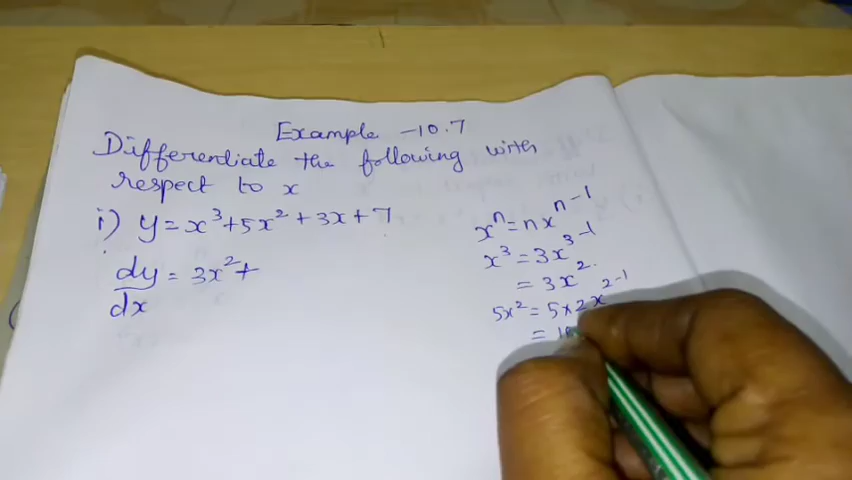 Example -10.7
Differentiate the following with
respect to x
i) y = x³ + 5x² + 3x + 7
dy/dx = 3x² +
xⁿ = nxⁿ⁻¹
x³ = 3x³⁻¹
= 3x².
5x² = 5×2x²⁻¹
= 10